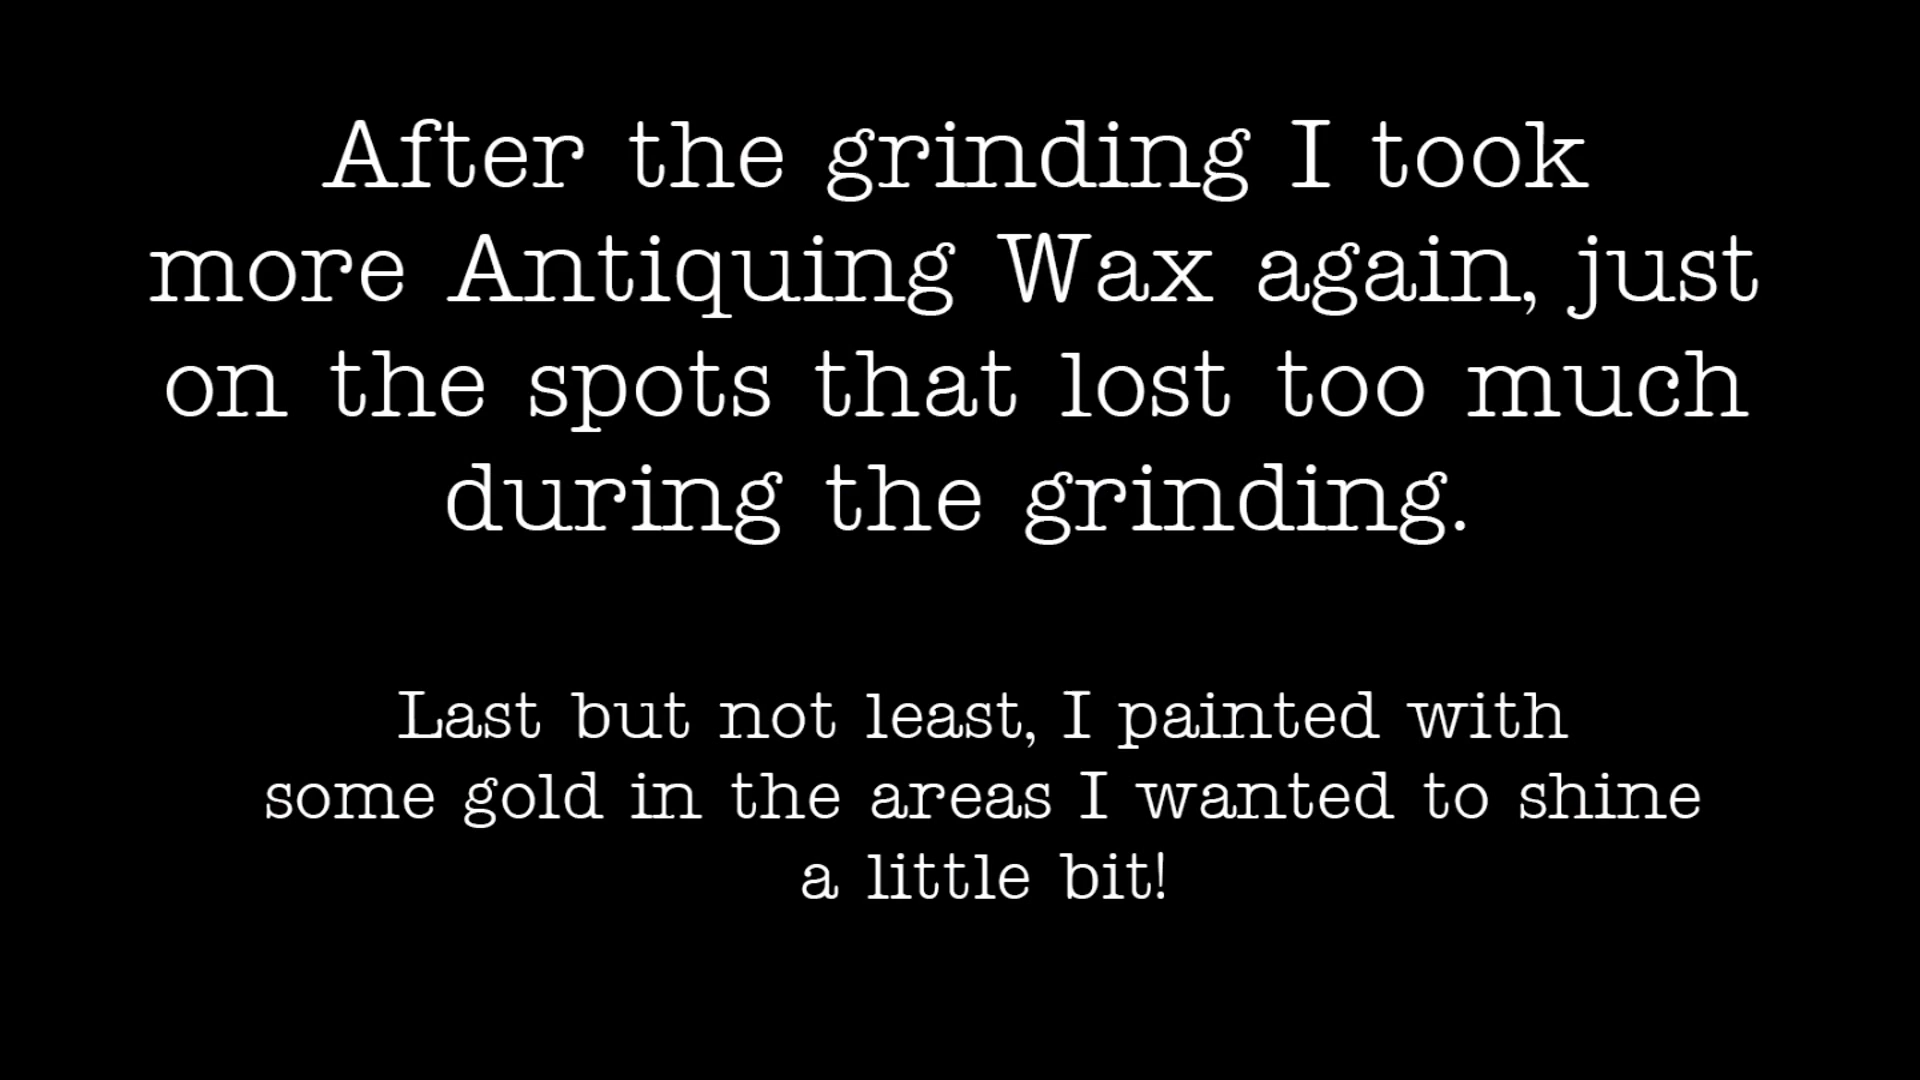 After the grinding I took
more Antiquing Wax again, just
on the spots that lost too much
during the grinding.
Last but not least, I painted with
some gold in the areas I wanted to shine
a little bit!